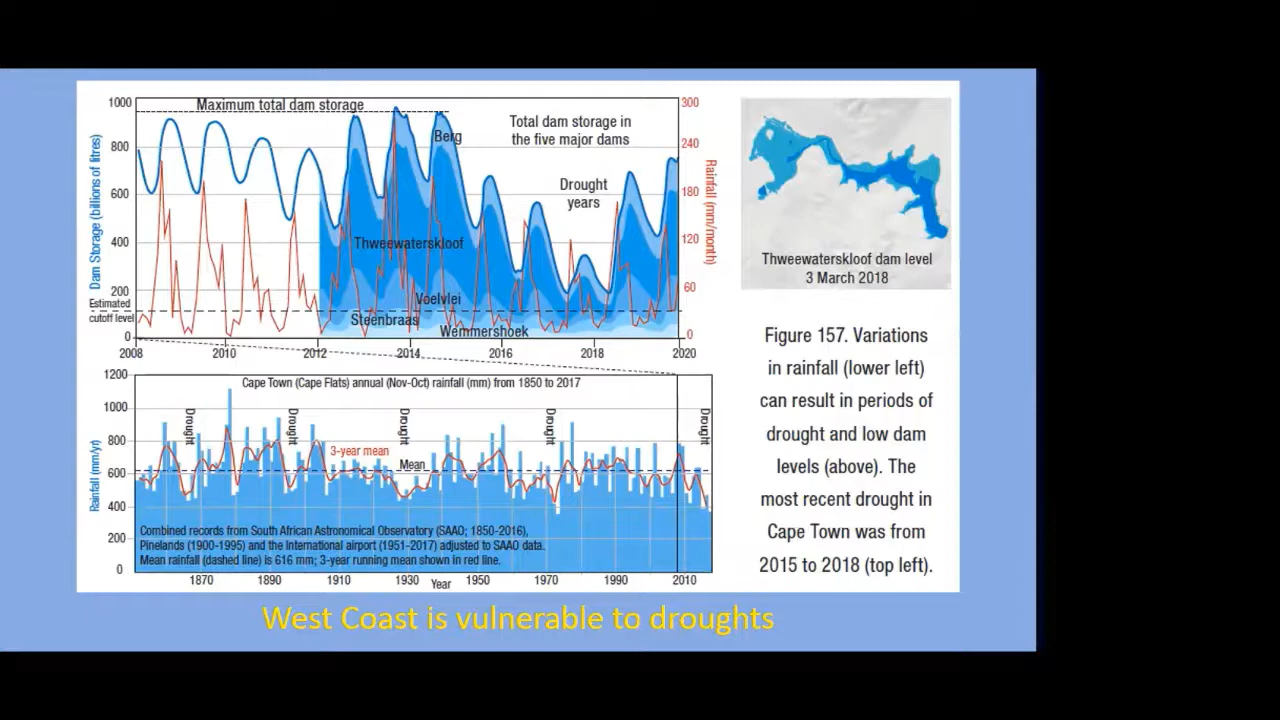 1000
800
600
400
200
0
Dam Storage (billions of litres)
Estimated
cutoff level
Maximum total dam storage
Berg
Total dam storage in
the five major dams
Drought
years
Thweewaterskloof
Voelvlei
Steenbraas
Wemmershoek
300
240
180
120
60
0
Rainfall (mm/month)
2008 2010 2012 2014 2016 2018 2020
1200
1000
800
600
400
200
0
Rainfall (mm/yr)
Cape Town (Cape Flats) annual (Nov-Oct) rainfall (mm) from 1850 to 2017
Drought
Drought
Drought
Drought
Drought
3-year mean
Mean
Combined records from South African Astronomical Observatory (SAAO; 1850-2016),
Pinelands (1900-1995) and the International airport (1951-2017) adjusted to SAAO data.
Mean rainfall (dashed line) is 616 mm; 3-year running mean shown in red line.
1870 1890 1910 1930 1950 1970 1990 2010
Year
Theewaterskloof dam level
3 March 2018
Figure 157. Variations
in rainfall (lower left)
can result in periods of
drought and low dam
levels (above). The
most recent drought in
Cape Town was from
2015 to 2018 (top left).
West Coast is vulnerable to droughts